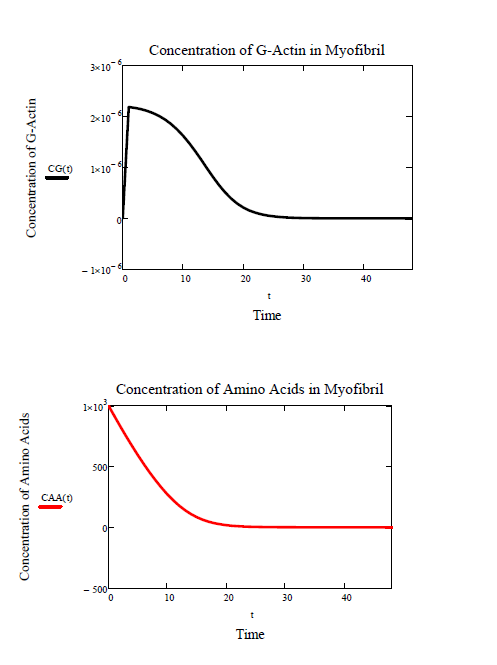 Concentration of G-Actin in Myofibril
3×10⁻⁶
2×10⁻⁶
1×10⁻⁶
0
− 1×10⁻⁶
Concentration of G-Actin
CG(t)
0 10 20 30 40
t
Time
Concentration of Amino Acids in Myofibril
1×10³
500
0
− 500
Concentration of Amino Acids
CAA(t)
0 10 20 30 40
t
Time